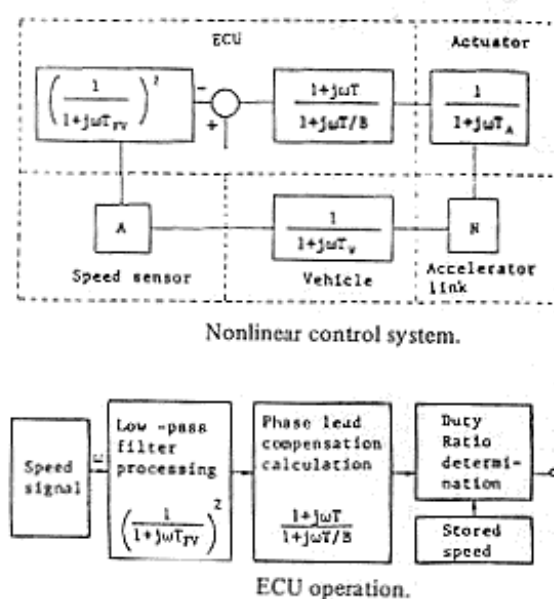 ECU
Actuator
( 1 / 1+jωT_FV )²
-
+
1+jωT / 1+jωT/B
1 / 1+jωT_A
A
1 / 1+jωT_V
N
Speed sensor
Vehicle
Accelerator
link
Nonlinear control system.
Speed
signal
Low -pass
filter
processing
( 1 / 1+jωT_FV )²
Phase lead
compensation
calculation
1+jωT / 1+jωT/B
Duty
Ratio
determi-
nation
Stored
speed
ECU operation.